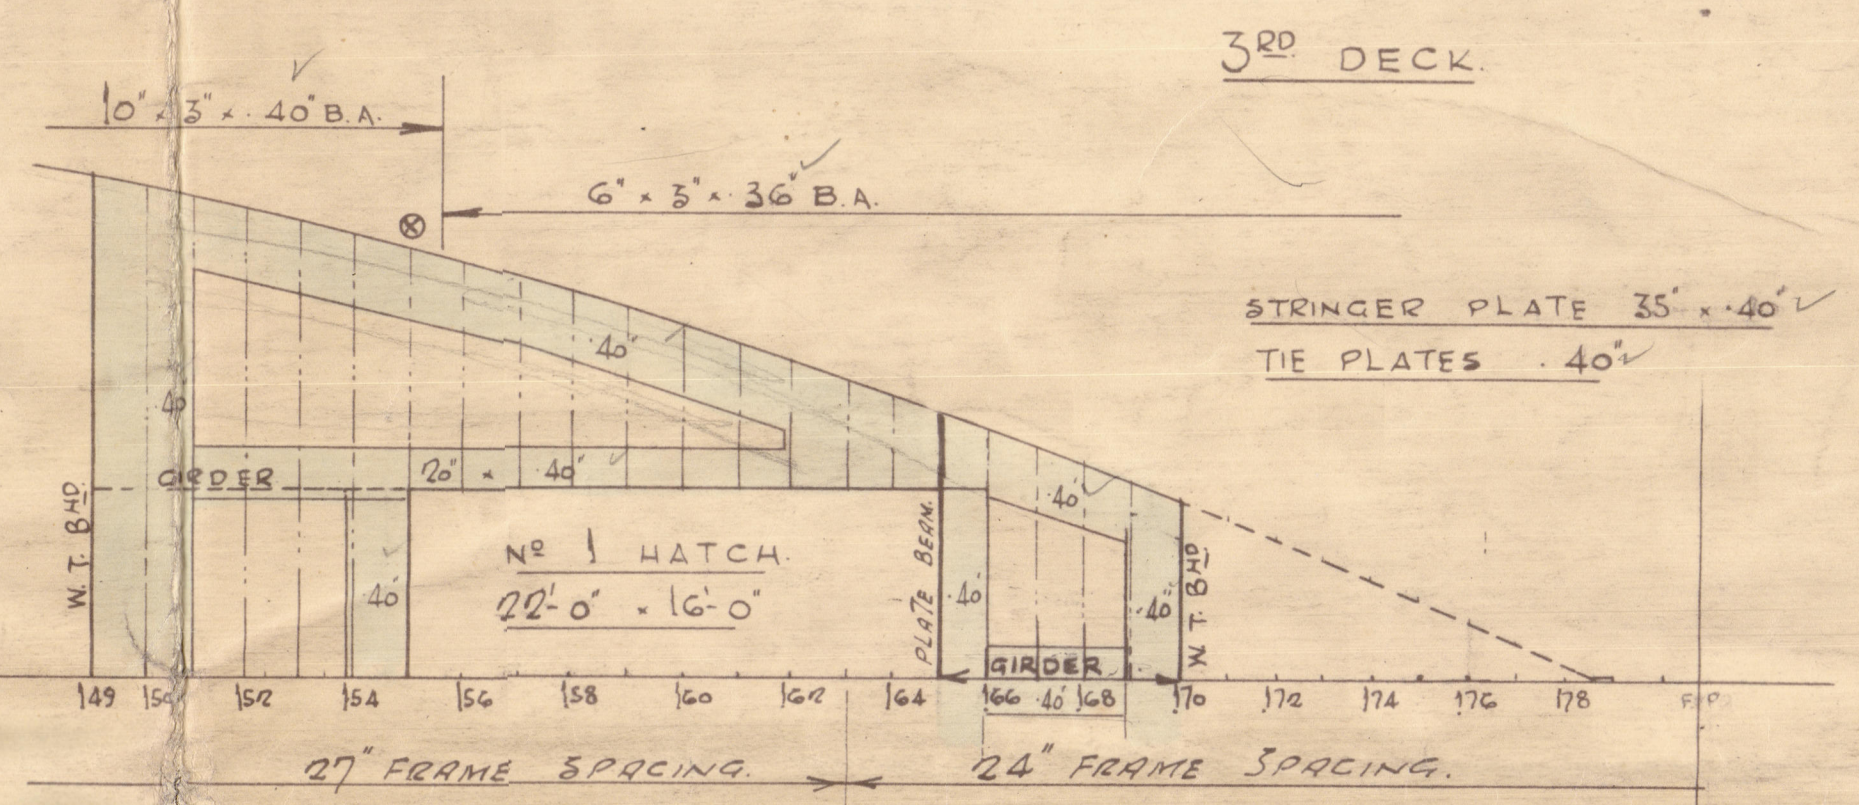 3RD DECK.
10" x 3" x .40" B.A.
6" x 3" x .36" B.A.
STRINGER PLATE 35" x .40"
TIE PLATES .40"
.40"
40
GIRDER 20" x .40"
W. T. BHD.
.40"
Nº 1 HATCH.
22'-0" x 16'-0"
40'
PLATE BEAM.
.40
.40"
W. T. BHD
GIRDER
149 150 152 154 156 158 160 162 164 166 .40" 168 170 172 174 176 178
27" FRAME SPACING. 24" FRAME SPACING.